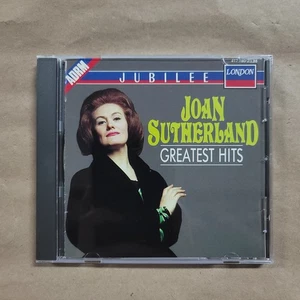 ADRM
JUBILEE
LONDON
JOAN
SUTHERLAND
GREATEST HITS